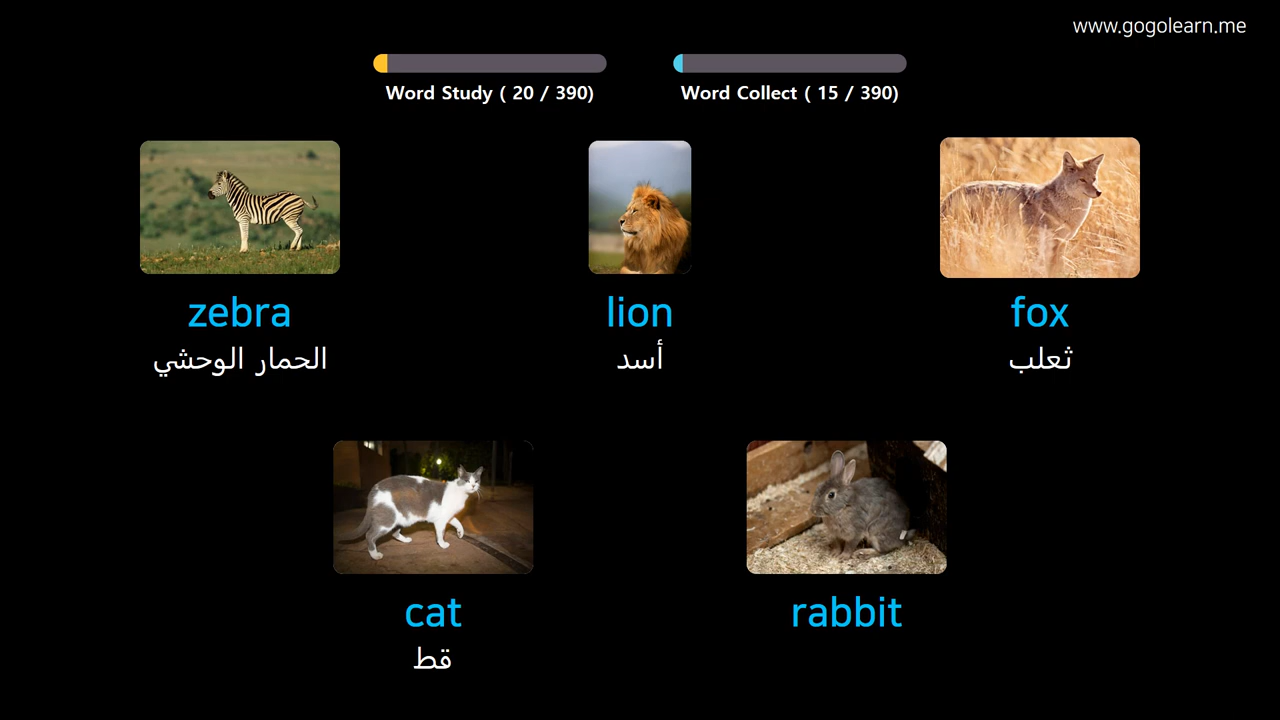 www.gogolearn.me
Word Study ( 20 / 390)
Word Collect ( 15 / 390)
zebra
الحمار الوحشي
lion
أسد
fox
ثعلب
cat
قط
rabbit